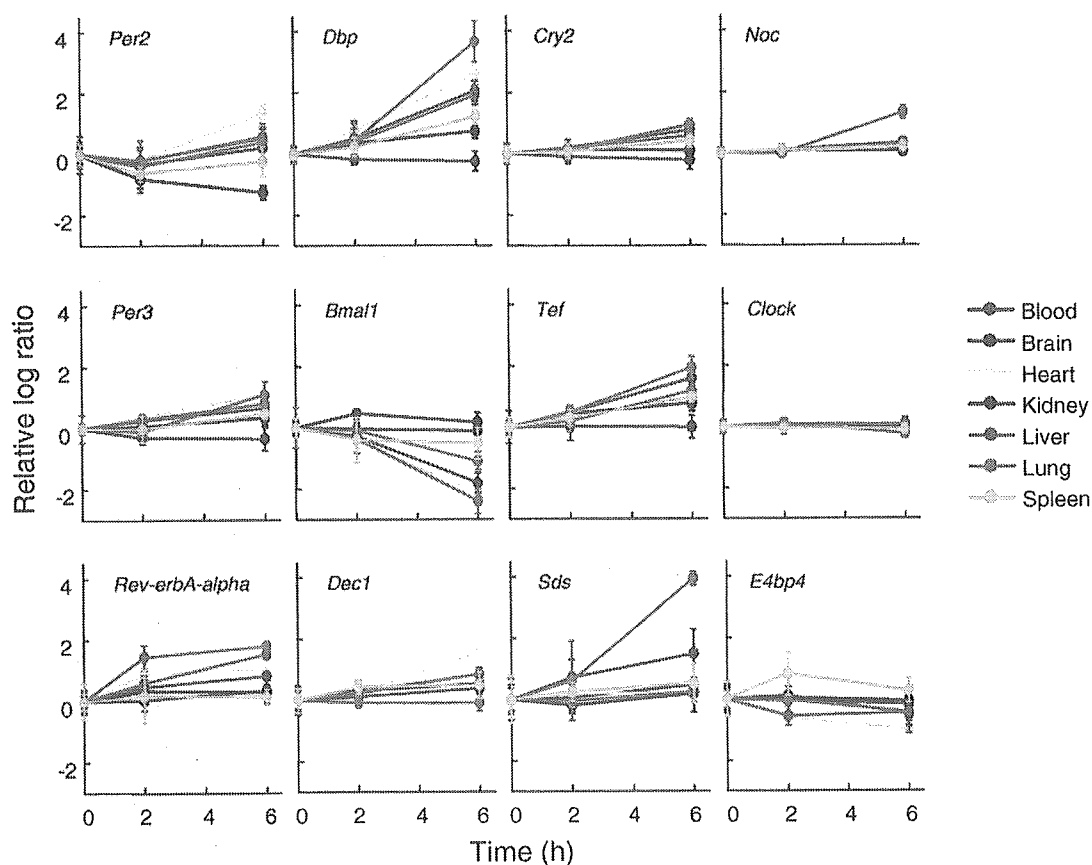 Per2 Dbp Cry2 Noc
4
2
0
-2
Per3 Bmal1 Tef Clock
4
2
0
-2
Relative log ratio
Blood
Brain
Heart
Kidney
Liver
Lung
Spleen
Rev-erbA-alpha Dec1 Sds E4bp4
4
2
0
-2
0 2 4 6 0 2 4 6 0 2 4 6 0 2 4 6
Time (h)